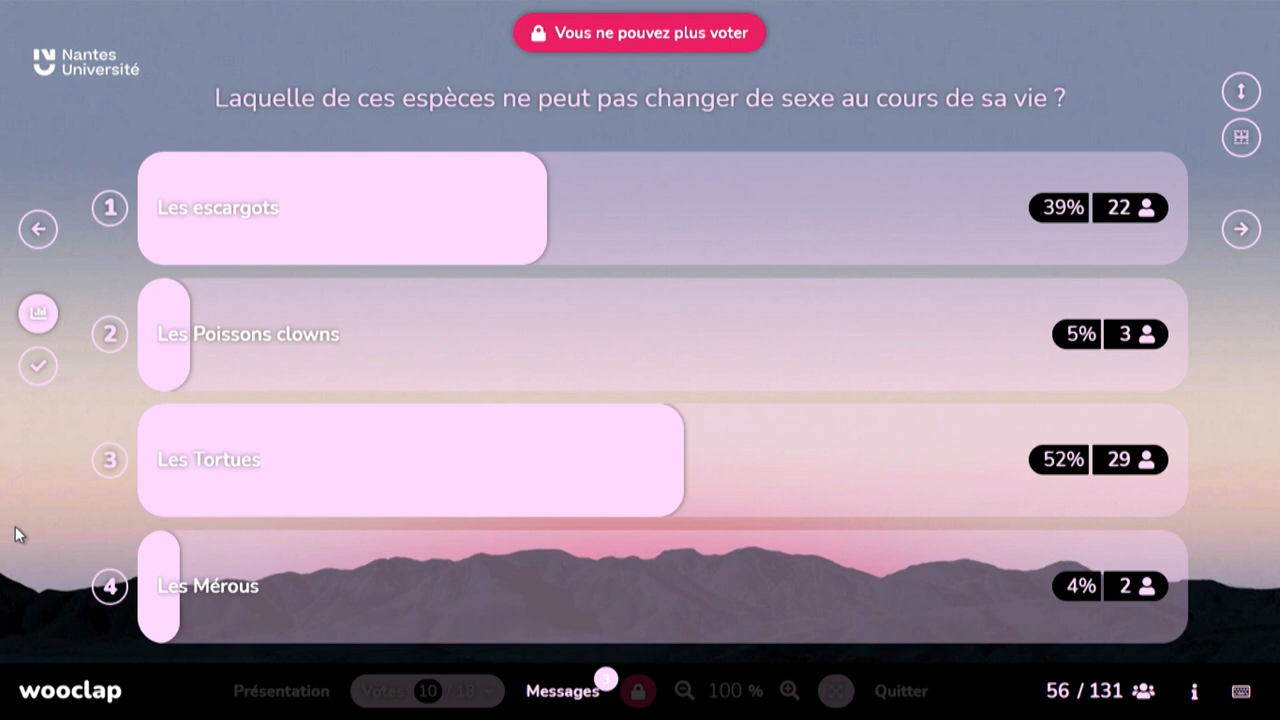 Vous ne pouvez plus voter
Nantes
Université
Laquelle de ces espèces ne peut pas changer de sexe au cours de sa vie ?
1 Les escargots 39% 22
2 Les Poissons clowns 5% 3
3 Les Tortues 52% 29
4 Les Mérous 4% 2
wooclap Présentation Votes 10 / 18 Messages 3 100 % Quitter 56 / 131